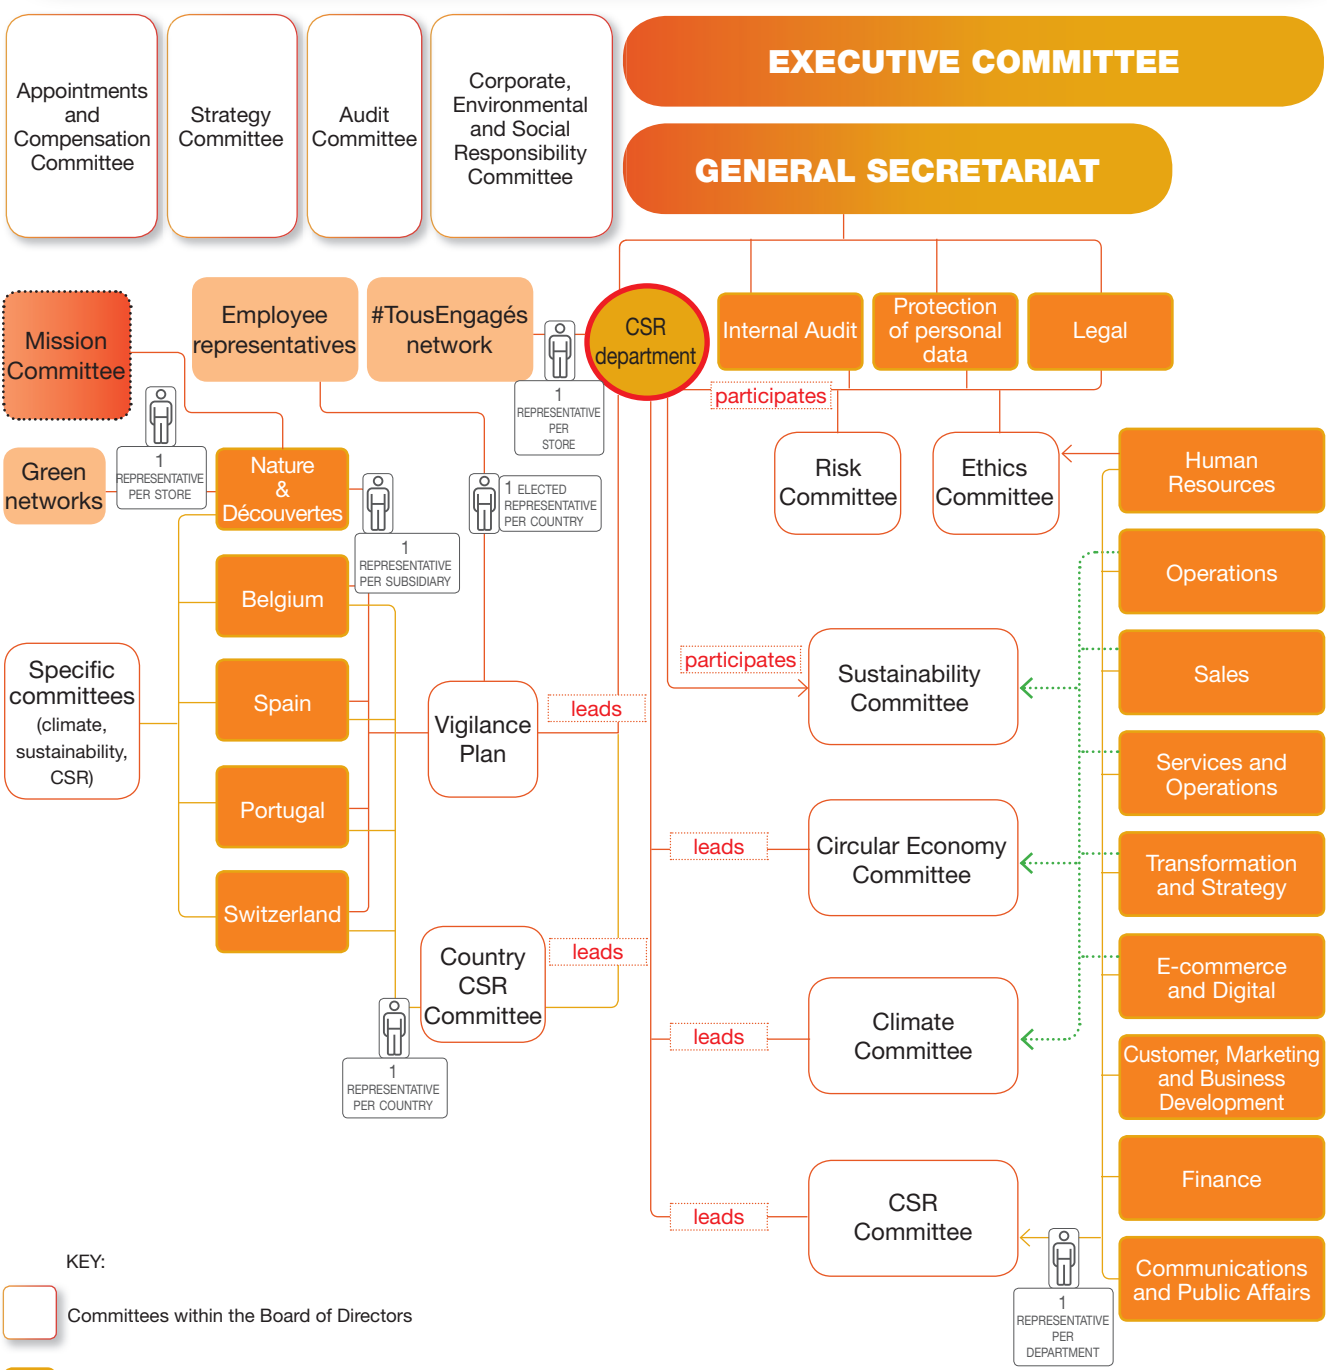 Appointments
and
Compensation
Committee
Strategy
Committee
Audit
Committee
Corporate,
Environmental
and Social
Responsibility
Committee
EXECUTIVE COMMITTEE
GENERAL SECRETARIAT
Mission
Committee
Employee
representatives
#TousEngagés
network
1
REPRESENTATIVE
PER
STORE
CSR
department
Internal Audit
Protection
of personal
data
Legal
participates
Green
networks
1
REPRESENTATIVE
PER STORE
Nature
&
Découvertes
1
REPRESENTATIVE
PER SUBSIDIARY
1 ELECTED
REPRESENTATIVE
PER COUNTRY
Risk
Committee
Ethics
Committee
Human
Resources
Belgium
Operations
Specific
committees
(climate,
sustainability,
CSR)
Spain
Vigilance
Plan
leads
participates
Sustainability
Committee
Sales
Services and
Operations
Portugal
leads
Circular Economy
Committee
Transformation
and Strategy
Switzerland
Country
CSR
Committee
leads
E-commerce
and Digital
1
REPRESENTATIVE
PER COUNTRY
leads
Climate
Committee
Customer, Marketing
and Business
Development
Finance
leads
CSR
Committee
1
REPRESENTATIVE
PER
DEPARTMENT
Communications
and Public Affairs
KEY:
Committees within the Board of Directors